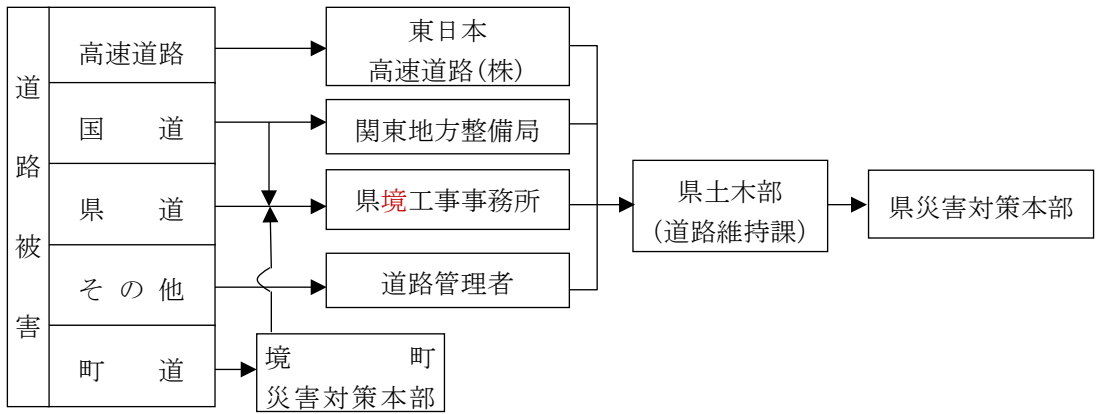 道路被害
高速道路
国道
県道
その他
町道
東日本
高速道路(株)
関東地方整備局
県境工事事務所
道路管理者
境町
災害対策本部
県土木部
(道路維持課)
県災害対策本部